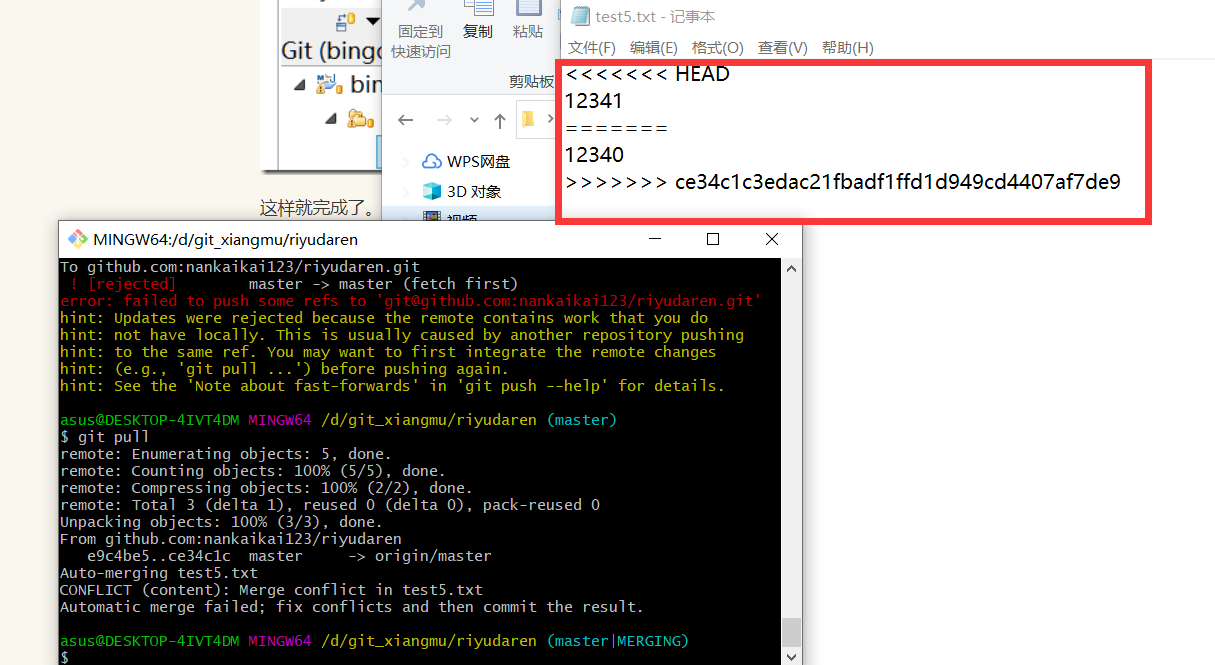 固定到
快速访问
复制
粘贴
剪贴板
Git (bingo
bin
WPS网盘
3D 对象
视频
这样就完成了。
test5.txt - 记事本
文件(F) 编辑(E) 格式(O) 查看(V) 帮助(H)
<<<<<<< HEAD
12341
=======
12340
>>>>>>> ce34c1c3edac21fbadf1ffd1d949cd4407af7de9
MINGW64:/d/git_xiangmu/riyudaren
To github.com:nankaikai123/riyudaren.git
! [rejected] master -> master (fetch first)
error: failed to push some refs to 'git@github.com:nankaikai123/riyudaren.git'
hint: Updates were rejected because the remote contains work that you do
hint: not have locally. This is usually caused by another repository pushing
hint: to the same ref. You may want to first integrate the remote changes
hint: (e.g., 'git pull ...') before pushing again.
hint: See the 'Note about fast-forwards' in 'git push --help' for details.
asus@DESKTOP-4IVT4DM MINGW64 /d/git_xiangmu/riyudaren (master)
$ git pull
remote: Enumerating objects: 5, done.
remote: Counting objects: 100% (5/5), done.
remote: Compressing objects: 100% (2/2), done.
remote: Total 3 (delta 1), reused 0 (delta 0), pack-reused 0
Unpacking objects: 100% (3/3), done.
From github.com:nankaikai123/riyudaren
e9c4be5..ce34c1c master -> origin/master
Auto-merging test5.txt
CONFLICT (content): Merge conflict in test5.txt
Automatic merge failed; fix conflicts and then commit the result.
asus@DESKTOP-4IVT4DM MINGW64 /d/git_xiangmu/riyudaren (master|MERGING)
$